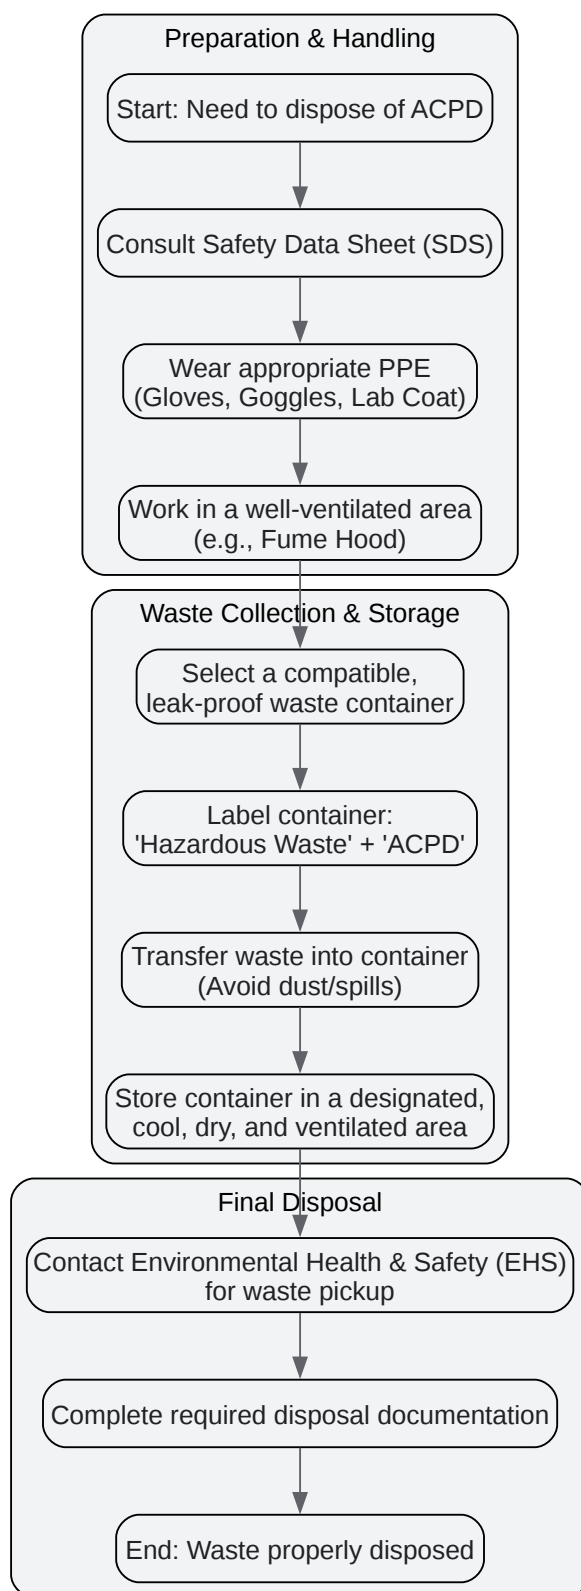 Preparation & Handling
Start: Need to dispose of ACPD
Consult Safety Data Sheet (SDS)
Wear appropriate PPE
(Gloves, Goggles, Lab Coat)
Work in a well-ventilated area
(e.g., Fume Hood)
Waste Collection & Storage
Select a compatible,
leak-proof waste container
Label container:
'Hazardous Waste' + 'ACPD'
Transfer waste into container
(Avoid dust/spills)
Store container in a designated,
cool, dry, and ventilated area
Final Disposal
Contact Environmental Health & Safety (EHS)
for waste pickup
Complete required disposal documentation
End: Waste properly disposed